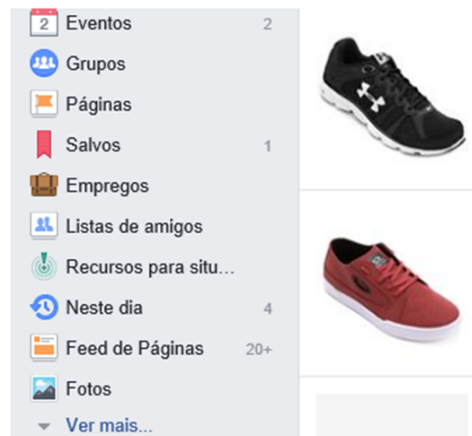 2 Eventos 2
Grupos
Páginas
Salvos 1
Empregos
Listas de amigos
Recursos para situ...
Neste dia 4
Feed de Páginas 20+
Fotos
Ver mais...